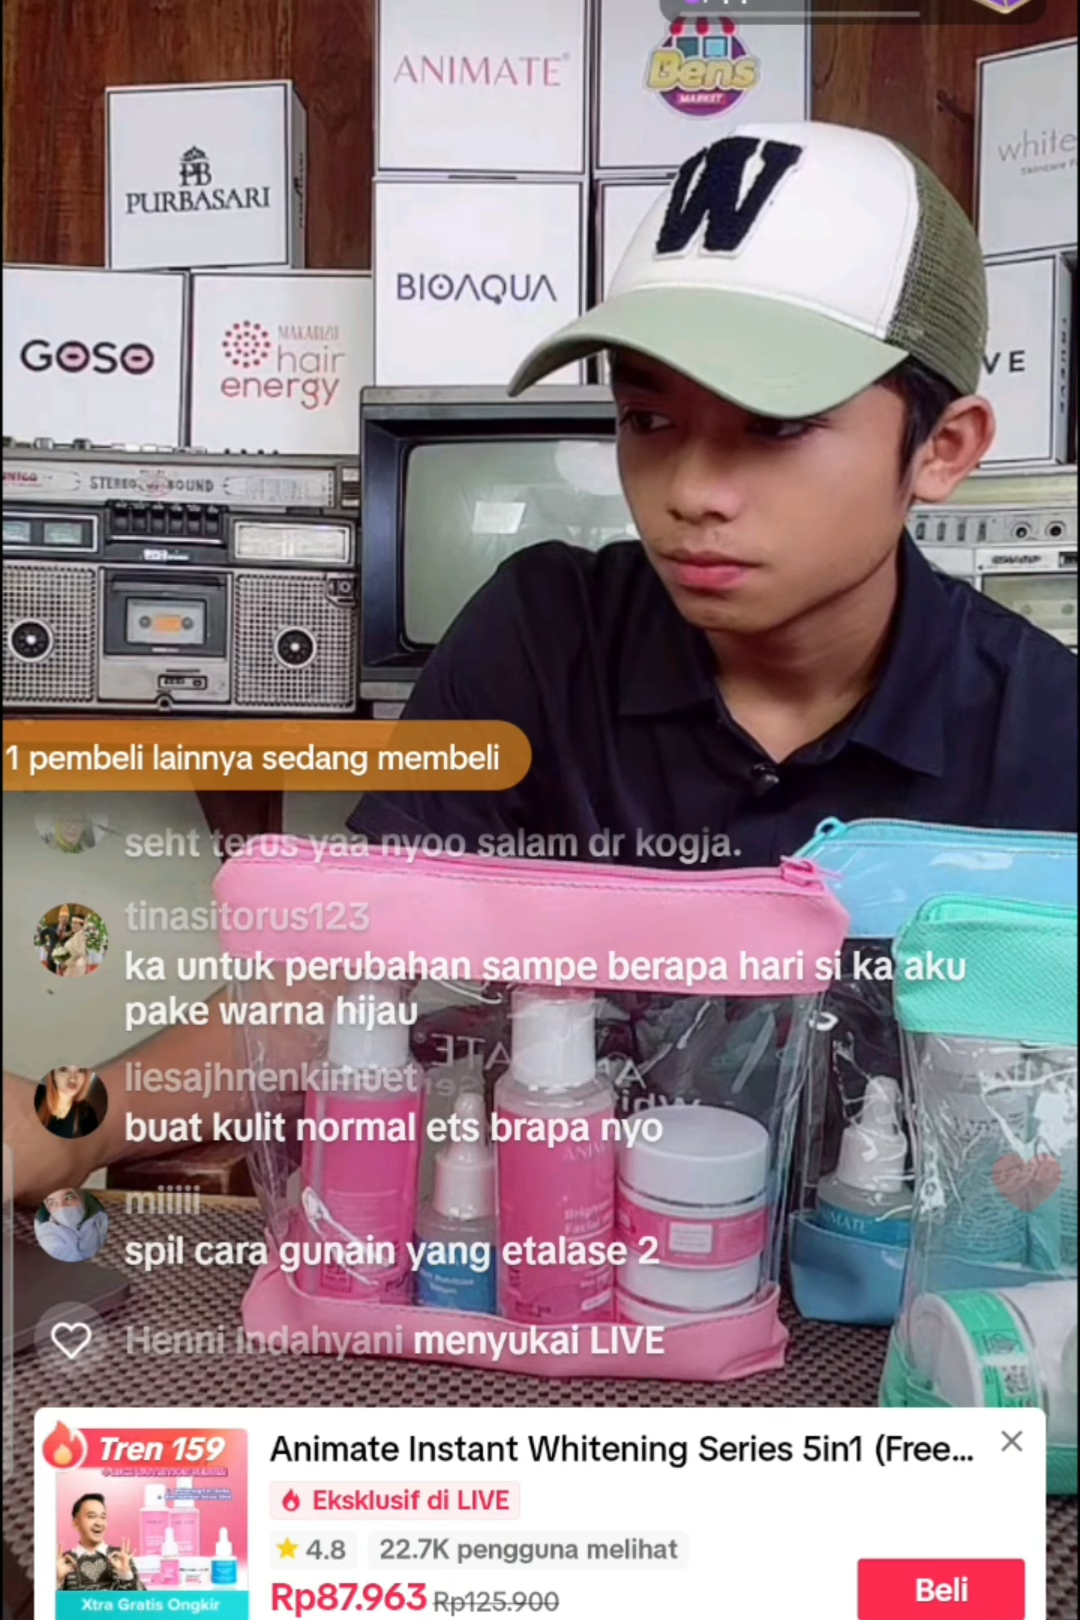 ANIMATE®
Bens
MARKET
PB
PURBASARI
white
BIOAQUA
GOSO
MAKARIZO
hair
energy
VE
STEREO SOUND
W
1 pembeli lainnya sedang membeli
seht terus yaa nyoo salam dr kogja.
tinasitorus123
ka untuk perubahan sampe berapa hari si ka aku
pake warna hijau
liesajhnenkimuet
buat kulit normal ets brapa nyo
miiiii
spil cara gunain yang etalase 2
Henni Indahyani menyukai LIVE
Tren 159
Xtra Gratis Ongkir
Animate Instant Whitening Series 5in1 (Free...
Eksklusif di LIVE
4.8 22.7K pengguna melihat
Rp87.963 Rp125.900
Beli